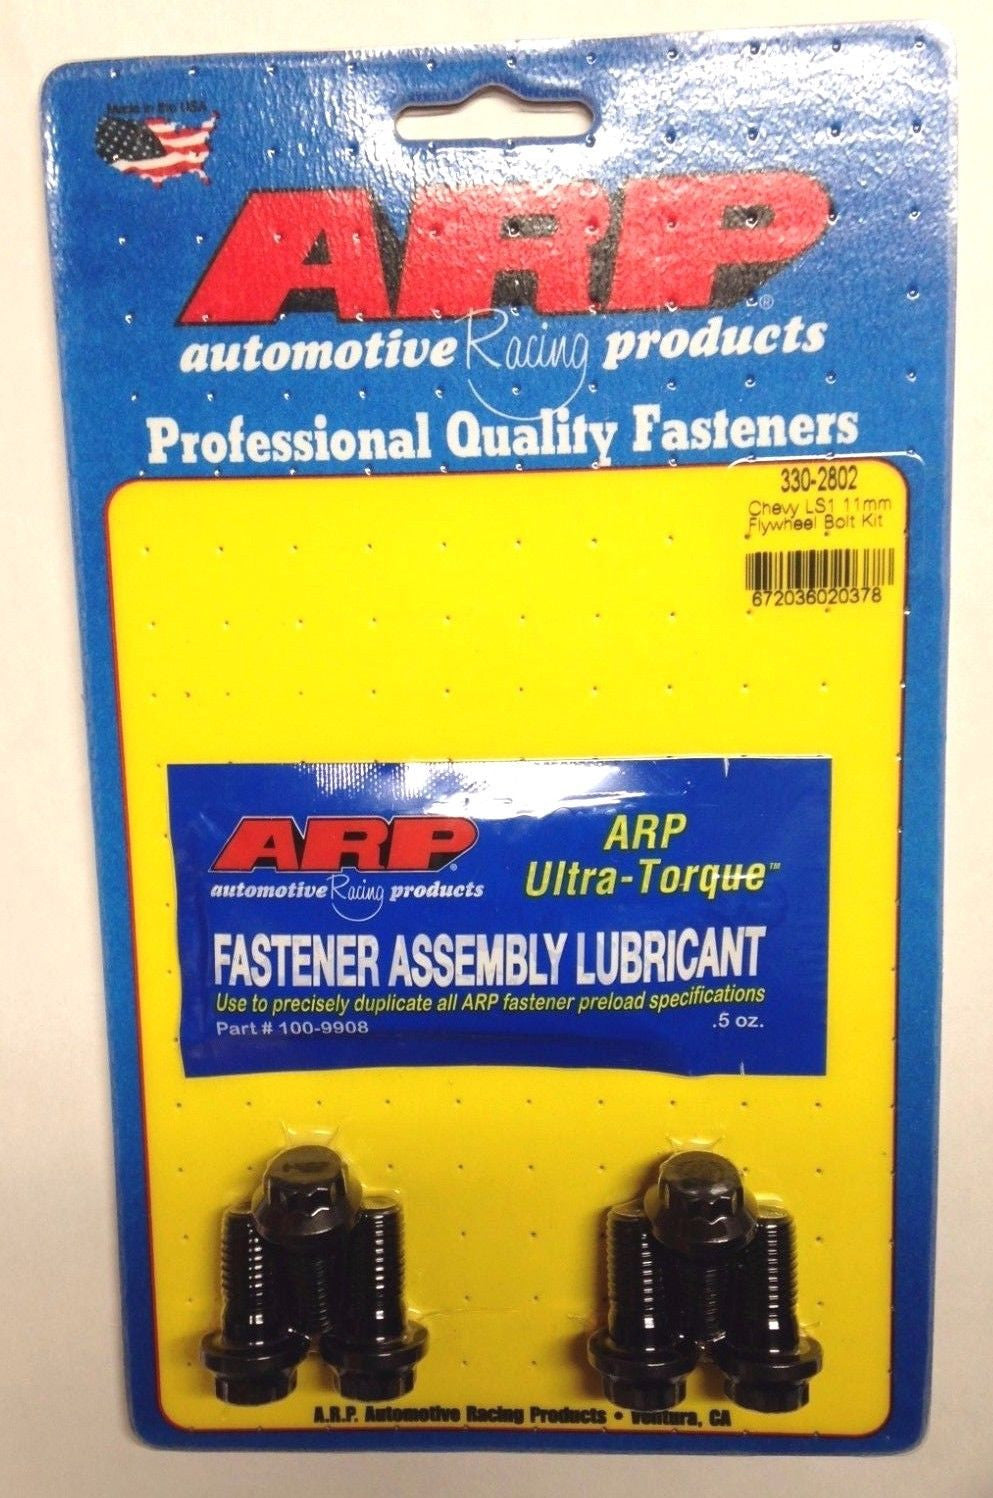 Made in the USA
ARP®
automotive Racing products
Professional Quality Fasteners
330-2802
Chevy LS1 11mm
Flywheel Bolt Kit
672036020378
ARP®
automotive Racing products
ARP
Ultra-Torque™
FASTENER ASSEMBLY LUBRICANT
Use to precisely duplicate all ARP fastener preload specifications
Part # 100-9908 .5 oz.
A.R.P. Automotive Racing Products • Ventura, CA